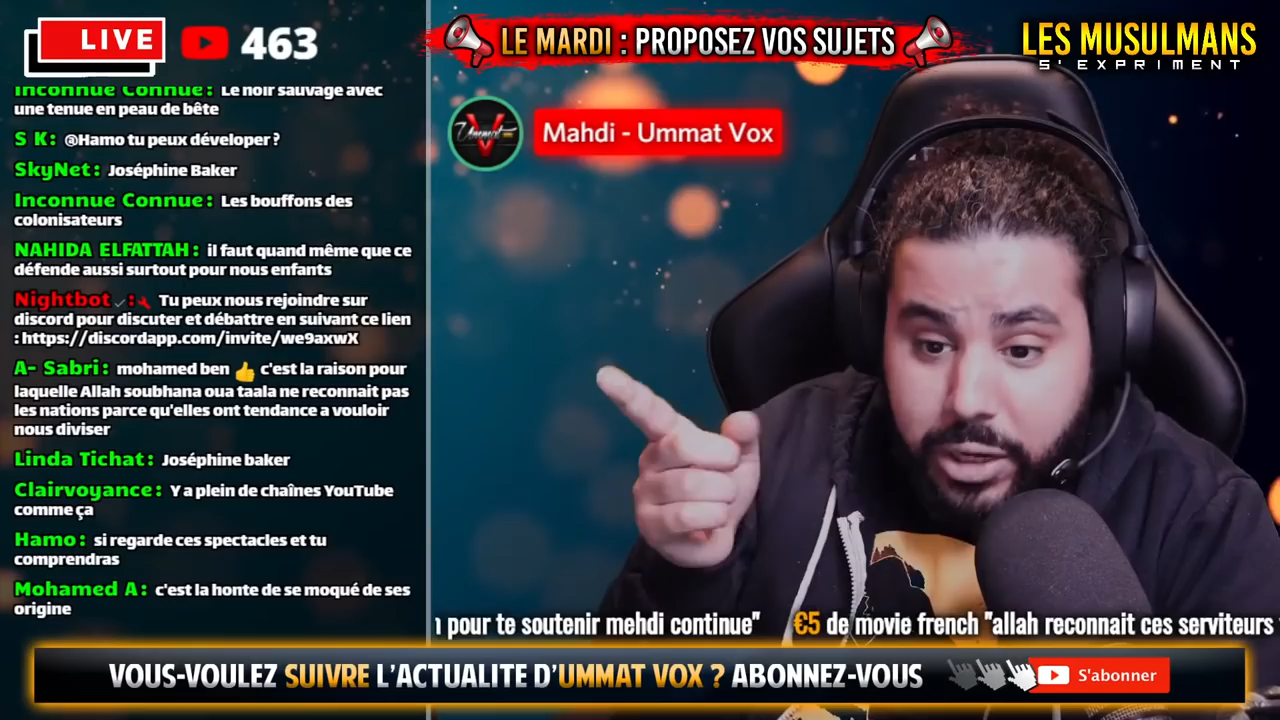 LIVE
463
LE MARDI : PROPOSEZ VOS SUJETS
LES MUSULMANS
S'EXPRIMENT
Mahdi - Ummat Vox
Inconnue Connue: Le noir sauvage avec
une tenue en peau de bête
S K: @Hamo tu peux déveloper ?
SkyNet: Joséphine Baker
Inconnue Connue: Les bouffons des
colonisateurs
NAHIDA ELFATTAH: il faut quand même que ce
défende aussi surtout pour nous enfants
Nightbot : Tu peux nous rejoindre sur
discord pour discuter et débattre en suivant ce lien
: https://discordapp.com/invite/we9axwX
A- Sabri: mohamed ben 👍 c'est la raison pour
laquelle Allah soubhana oua taala ne reconnait pas
les nations parce qu'elles ont tendance a vouloir
nous diviser
Linda Tichat: Joséphine baker
Clairvoyance: Y a plein de chaînes YouTube
comme ça
Hamo: si regarde ces spectacles et tu
comprendras
Mohamed A: c'est la honte de se moqué de ses
origine
pour te soutenir mehdi continue" €5 de movie french "allah reconnait ces serviteurs
VOUS-VOULEZ SUIVRE L'ACTUALITE D'UMMAT VOX ? ABONNEZ-VOUS
S'abonner